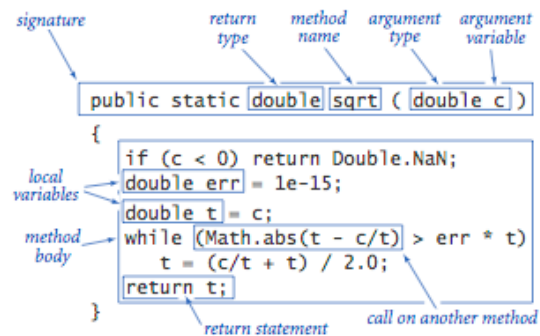 signature
return type
method name
argument type
argument variable
public static double sqrt ( double c )
{
if (c < 0) return Double.NaN;
local variables
double err = 1e-15;
double t = c;
method body
while (Math.abs(t - c/t) > err * t)
t = (c/t + t) / 2.0;
return t;
}
return statement
call on another method